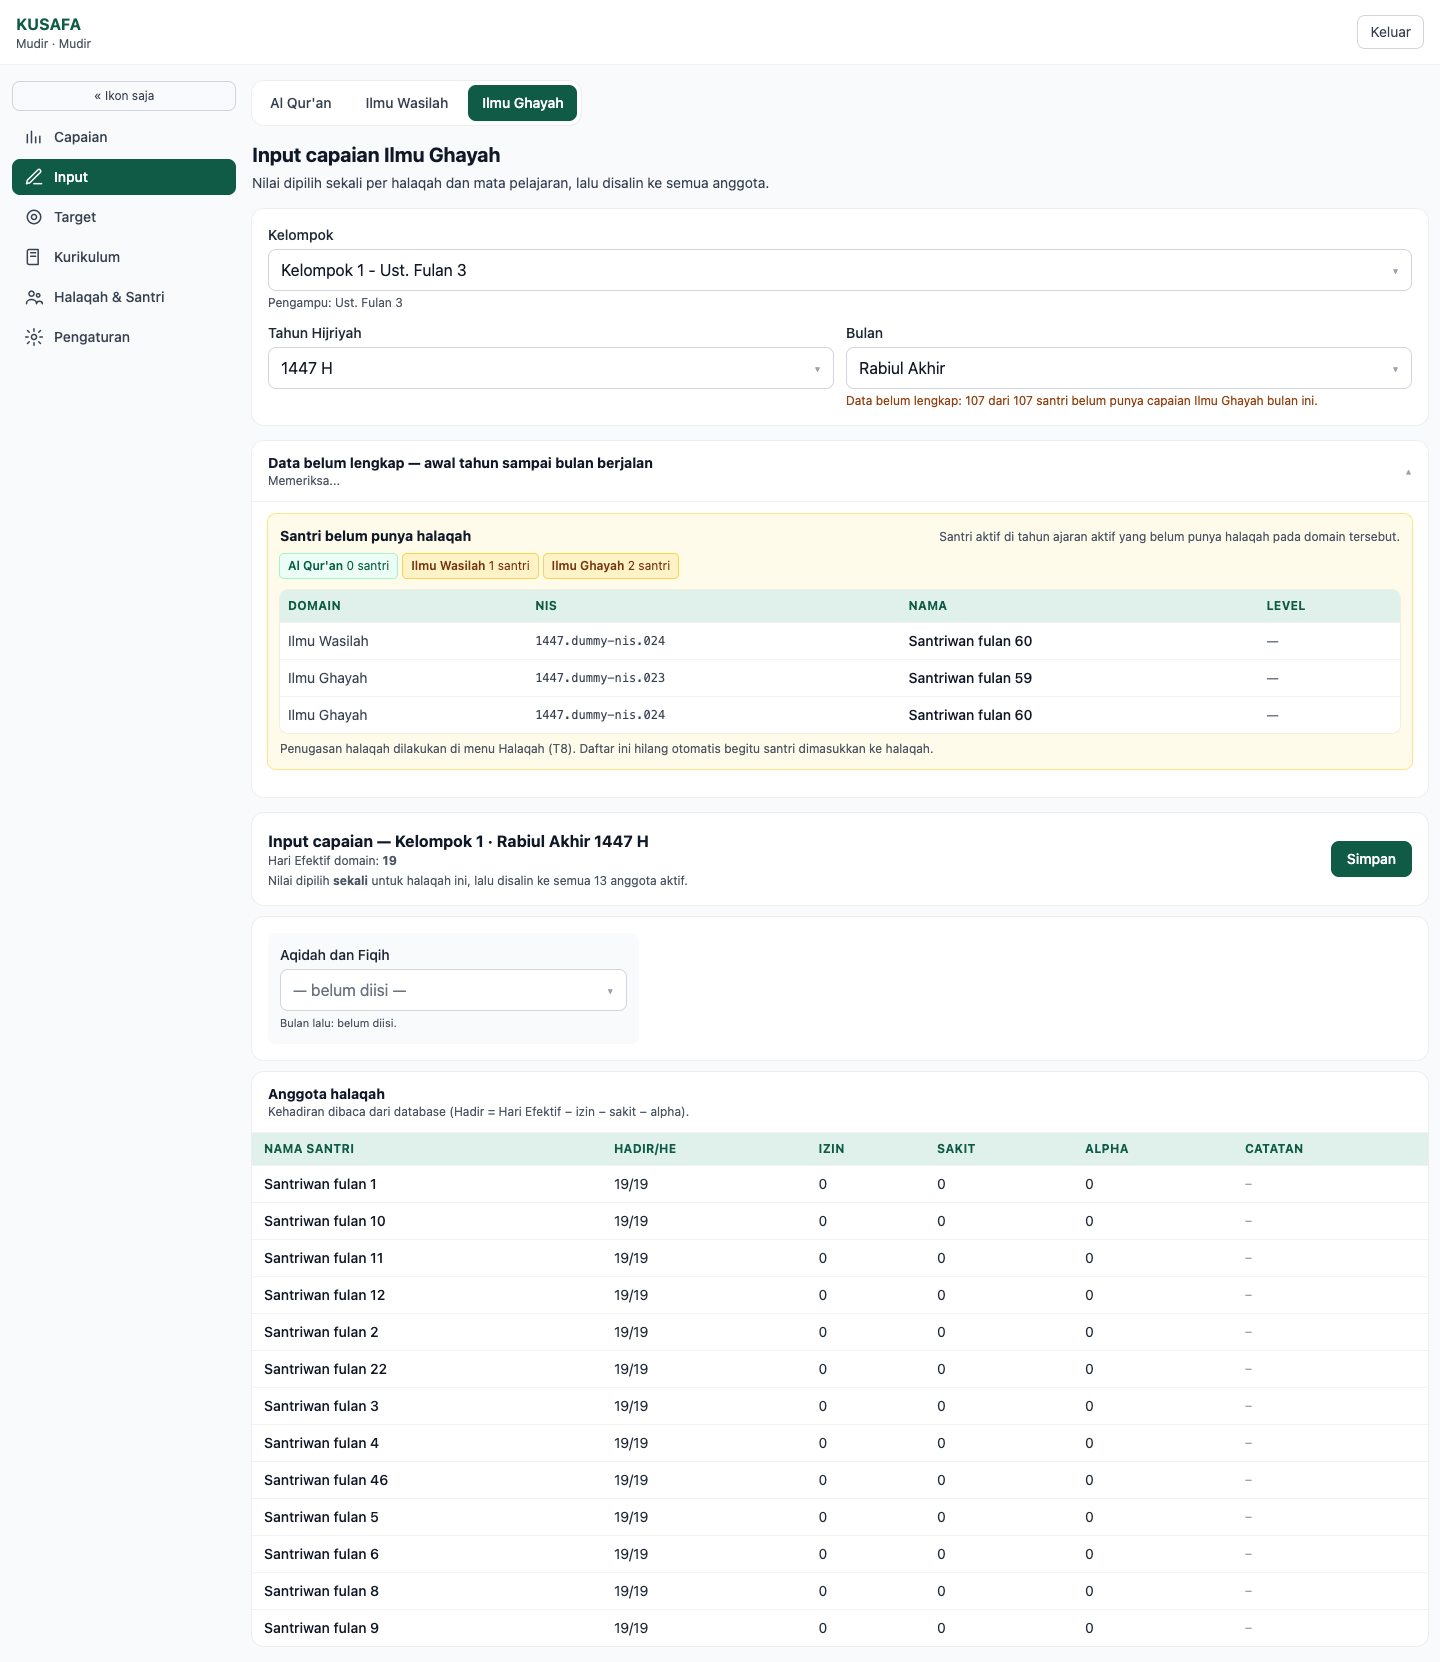 KUSAFA
Mudir · Mudir
Keluar
« Ikon saja
Capaian
Input
Target
Kurikulum
Halaqah & Santri
Pengaturan
Al Qur'an
Ilmu Wasilah
Ilmu Ghayah
Input capaian Ilmu Ghayah
Nilai dipilih sekali per halaqah dan mata pelajaran, lalu disalin ke semua anggota.
Kelompok
Kelompok 1 - Ust. Fulan 3
Pengampu: Ust. Fulan 3
Tahun Hijriyah
1447 H
Bulan
Rabiul Akhir
Data belum lengkap: 107 dari 107 santri belum punya capaian Ilmu Ghayah bulan ini.
Data belum lengkap — awal tahun sampai bulan berjalan
Memeriksa...
Santri belum punya halaqah
Santri aktif di tahun ajaran aktif yang belum punya halaqah pada domain tersebut.
Al Qur'an 0 santri
Ilmu Wasilah 1 santri
Ilmu Ghayah 2 santri
DOMAIN NIS NAMA LEVEL
Ilmu Wasilah 1447.dummy-nis.024 Santriwan fulan 60 —
Ilmu Ghayah 1447.dummy-nis.023 Santriwan fulan 59 —
Ilmu Ghayah 1447.dummy-nis.024 Santriwan fulan 60 —
Penugasan halaqah dilakukan di menu Halaqah (T8). Daftar ini hilang otomatis begitu santri dimasukkan ke halaqah.
Input capaian — Kelompok 1 · Rabiul Akhir 1447 H
Hari Efektif domain: 19
Nilai dipilih sekali untuk halaqah ini, lalu disalin ke semua 13 anggota aktif.
Simpan
Aqidah dan Fiqih
— belum diisi —
Bulan lalu: belum diisi.
Anggota halaqah
Kehadiran dibaca dari database (Hadir = Hari Efektif − izin − sakit − alpha).
NAMA SANTRI HADIR/HE IZIN SAKIT ALPHA CATATAN
Santriwan fulan 1 19/19 0 0 0 –
Santriwan fulan 10 19/19 0 0 0 –
Santriwan fulan 11 19/19 0 0 0 –
Santriwan fulan 12 19/19 0 0 0 –
Santriwan fulan 2 19/19 0 0 0 –
Santriwan fulan 22 19/19 0 0 0 –
Santriwan fulan 3 19/19 0 0 0 –
Santriwan fulan 4 19/19 0 0 0 –
Santriwan fulan 46 19/19 0 0 0 –
Santriwan fulan 5 19/19 0 0 0 –
Santriwan fulan 6 19/19 0 0 0 –
Santriwan fulan 8 19/19 0 0 0 –
Santriwan fulan 9 19/19 0 0 0 –